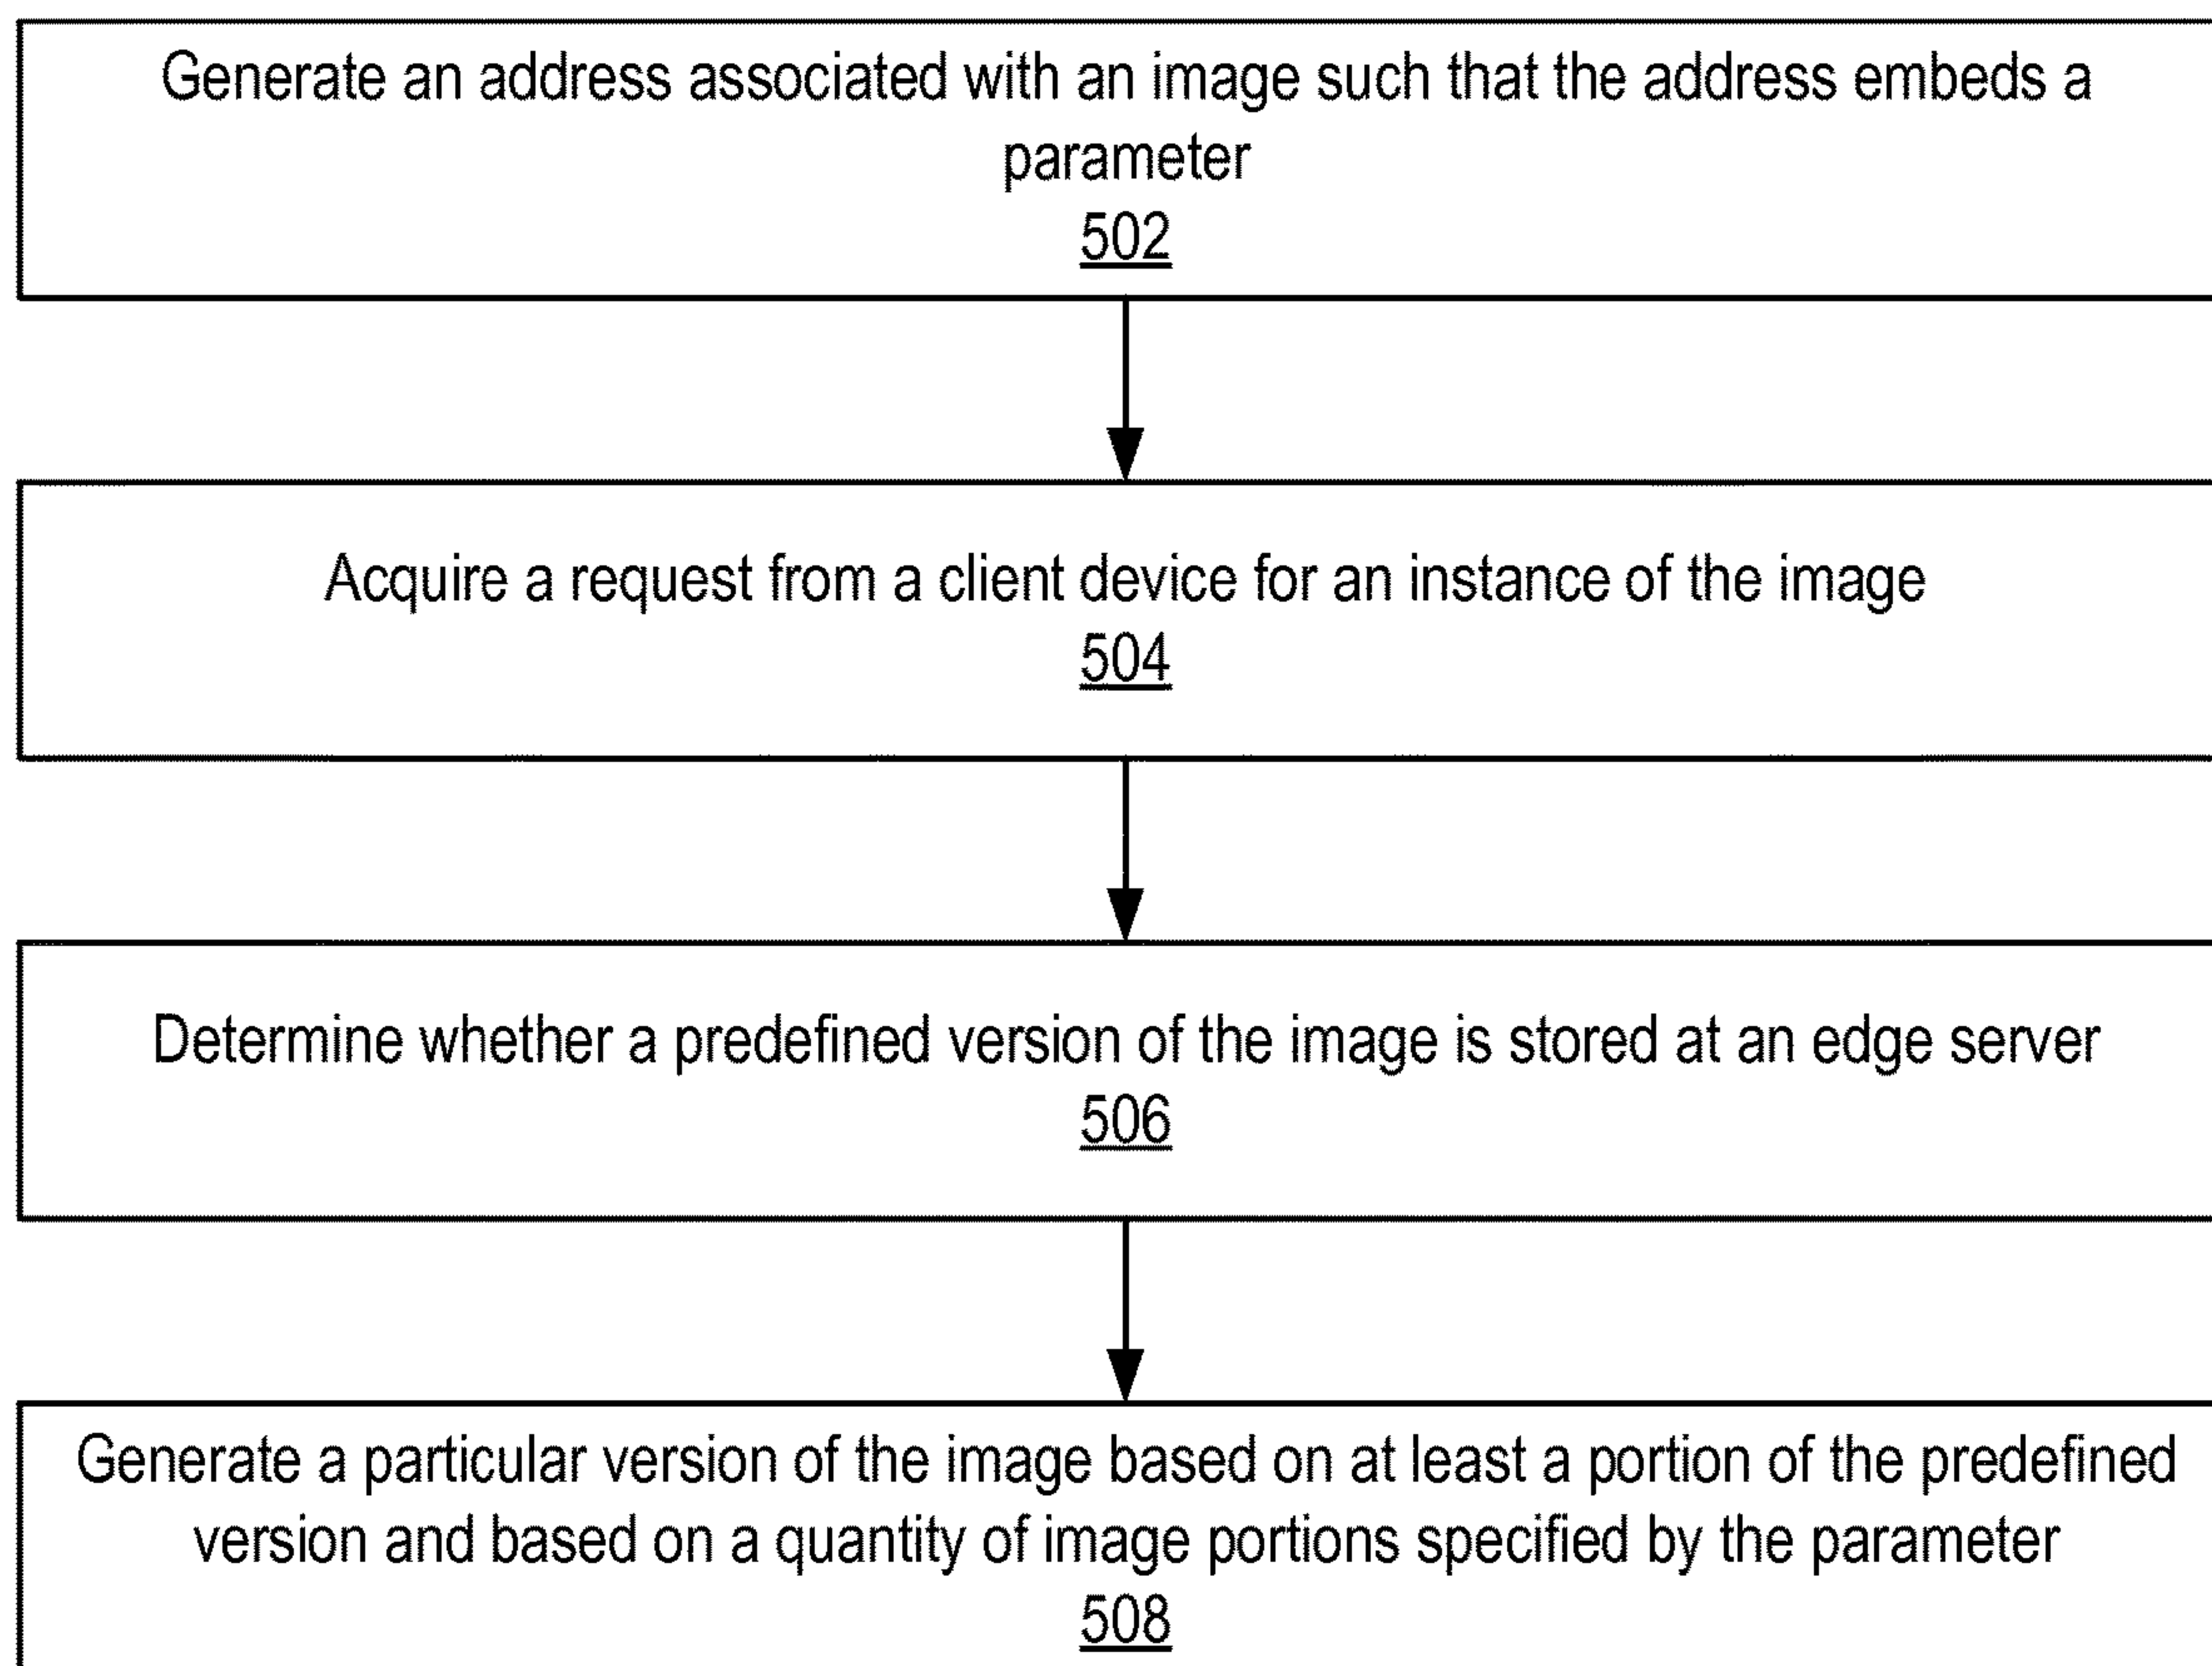 Generate an address associated with an image such that the address embeds a
parameter
502
Acquire a request from a client device for an instance of the image
504
Determine whether a predefined version of the image is stored at an edge server
506
Generate a particular version of the image based on at least a portion of the predefined
version and based on a quantity of image portions specified by the parameter
508